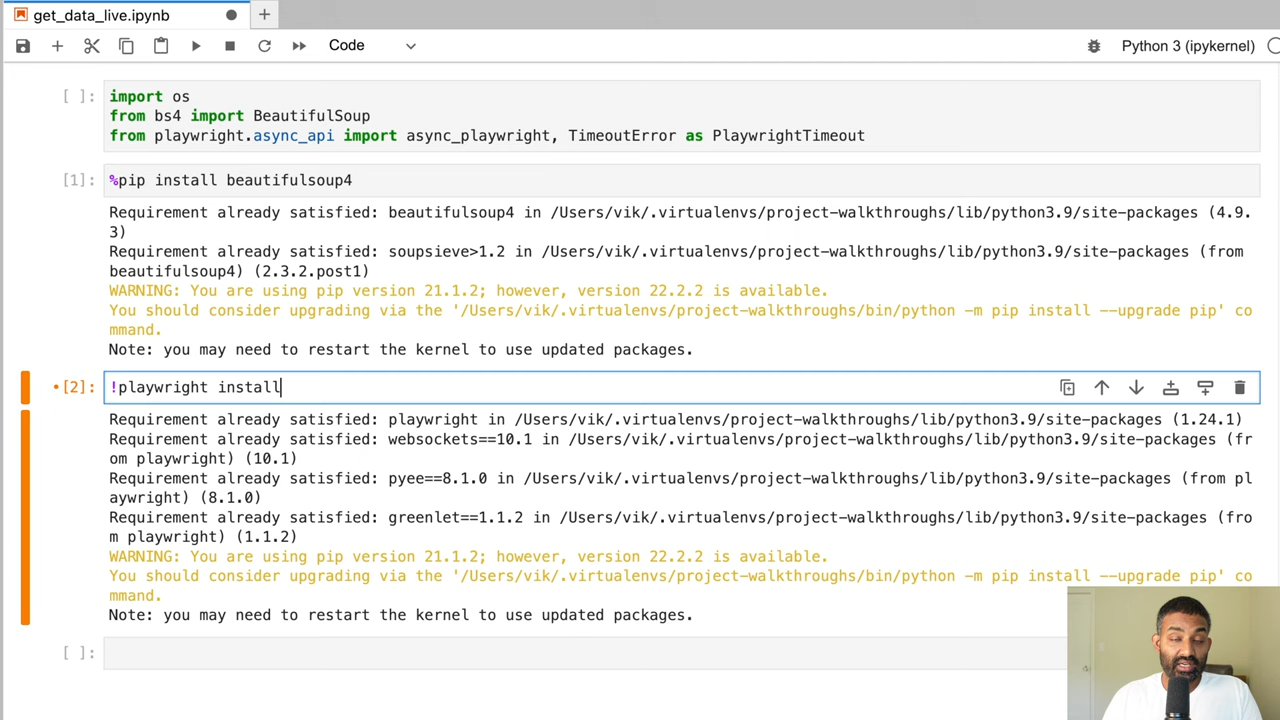 get_data_live.ipynb
Code
Python 3 (ipykernel)
[ ]:
import os
from bs4 import BeautifulSoup
from playwright.async_api import async_playwright, TimeoutError as PlaywrightTimeout
[1]:
%pip install beautifulsoup4
Requirement already satisfied: beautifulsoup4 in /Users/vik/.virtualenvs/project-walkthroughs/lib/python3.9/site-packages (4.9.
3)
Requirement already satisfied: soupsieve>1.2 in /Users/vik/.virtualenvs/project-walkthroughs/lib/python3.9/site-packages (from
beautifulsoup4) (2.3.2.post1)
WARNING: You are using pip version 21.1.2; however, version 22.2.2 is available.
You should consider upgrading via the '/Users/vik/.virtualenvs/project-walkthroughs/bin/python -m pip install --upgrade pip' co
mmand.
Note: you may need to restart the kernel to use updated packages.
•[2]:
!playwright install
Requirement already satisfied: playwright in /Users/vik/.virtualenvs/project-walkthroughs/lib/python3.9/site-packages (1.24.1)
Requirement already satisfied: websockets==10.1 in /Users/vik/.virtualenvs/project-walkthroughs/lib/python3.9/site-packages (fr
om playwright) (10.1)
Requirement already satisfied: pyee==8.1.0 in /Users/vik/.virtualenvs/project-walkthroughs/lib/python3.9/site-packages (from pl
aywright) (8.1.0)
Requirement already satisfied: greenlet==1.1.2 in /Users/vik/.virtualenvs/project-walkthroughs/lib/python3.9/site-packages (fro
m playwright) (1.1.2)
WARNING: You are using pip version 21.1.2; however, version 22.2.2 is available.
You should consider upgrading via the '/Users/vik/.virtualenvs/project-walkthroughs/bin/python -m pip install --upgrade pip' co
mmand.
Note: you may need to restart the kernel to use updated packages.
[ ]: